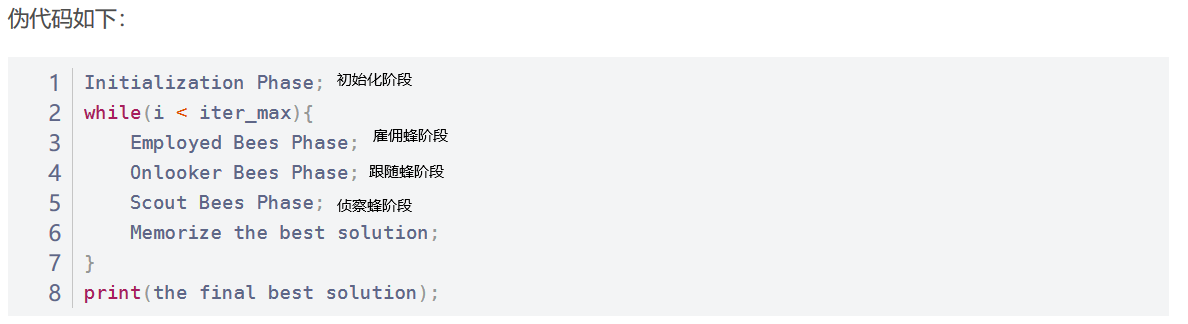 伪代码如下：
1 Initialization Phase; 初始化阶段
2 while(i < iter_max){
3 Employed Bees Phase; 雇佣蜂阶段
4 Onlooker Bees Phase; 跟随蜂阶段
5 Scout Bees Phase; 侦察蜂阶段
6 Memorize the best solution;
7 }
8 print(the final best solution);